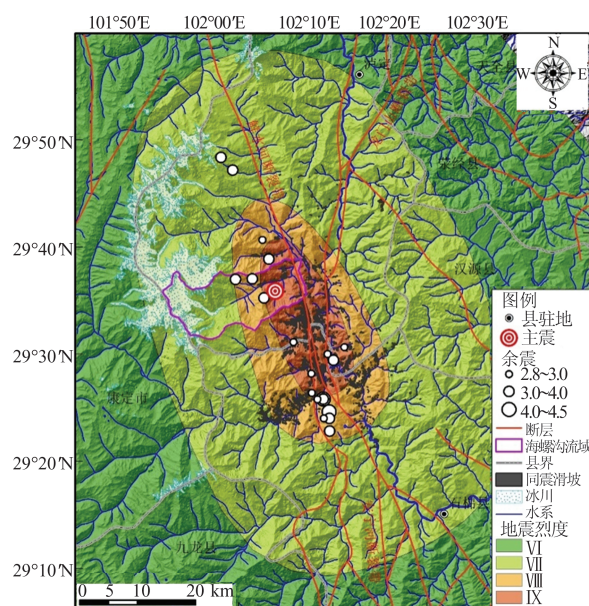 101°50′E 102°00′E 102°10′E 102°20′E 102°30′E
N
W E
S
29°50′N
29°40′N
29°30′N
29°20′N
29°10′N
汉源县
康定市
九龙县
石棉县
图例
县驻地
主震
余震
2.8~3.0
3.0~4.0
4.0~4.5
断层
海螺沟流域
县界
同震滑坡
冰川
水系
地震烈度
Ⅵ
Ⅶ
Ⅷ
Ⅸ
0 5 10 20 km